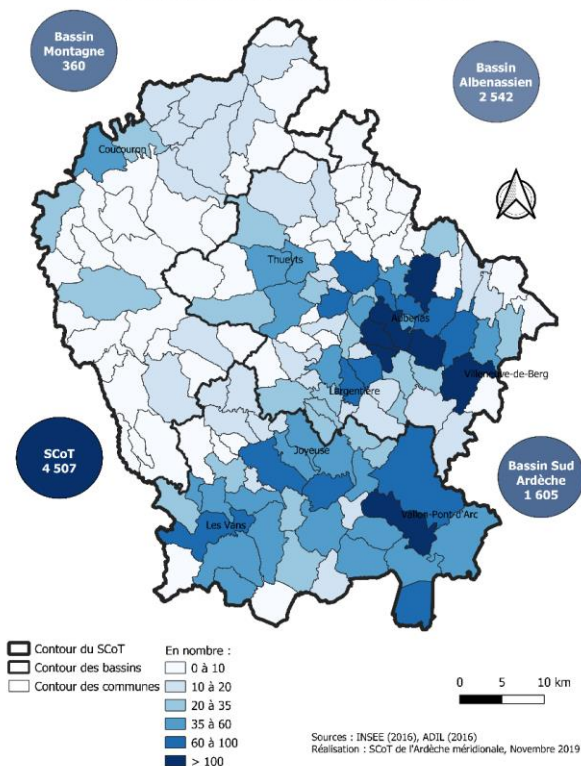 Bassin
Montagne
360
Bassin
Albenassien
2 542
Coucouron
Thueyts
Aubenas
Villeneuve-de-Berg
Largentière
SCoT
4 507
Joyeuse
Bassin Sud
Ardèche
1 605
Vallon-Pont-d'Arc
Les Vans
Contour du SCoT
Contour des bassins
Contour des communes
En nombre :
0 à 10
10 à 20
20 à 35
35 à 60
60 à 100
> 100
0 5 10 km
Sources : INSEE (2016), ADIL (2016)
Réalisation : SCoT de l'Ardèche méridionale, Novembre 2019